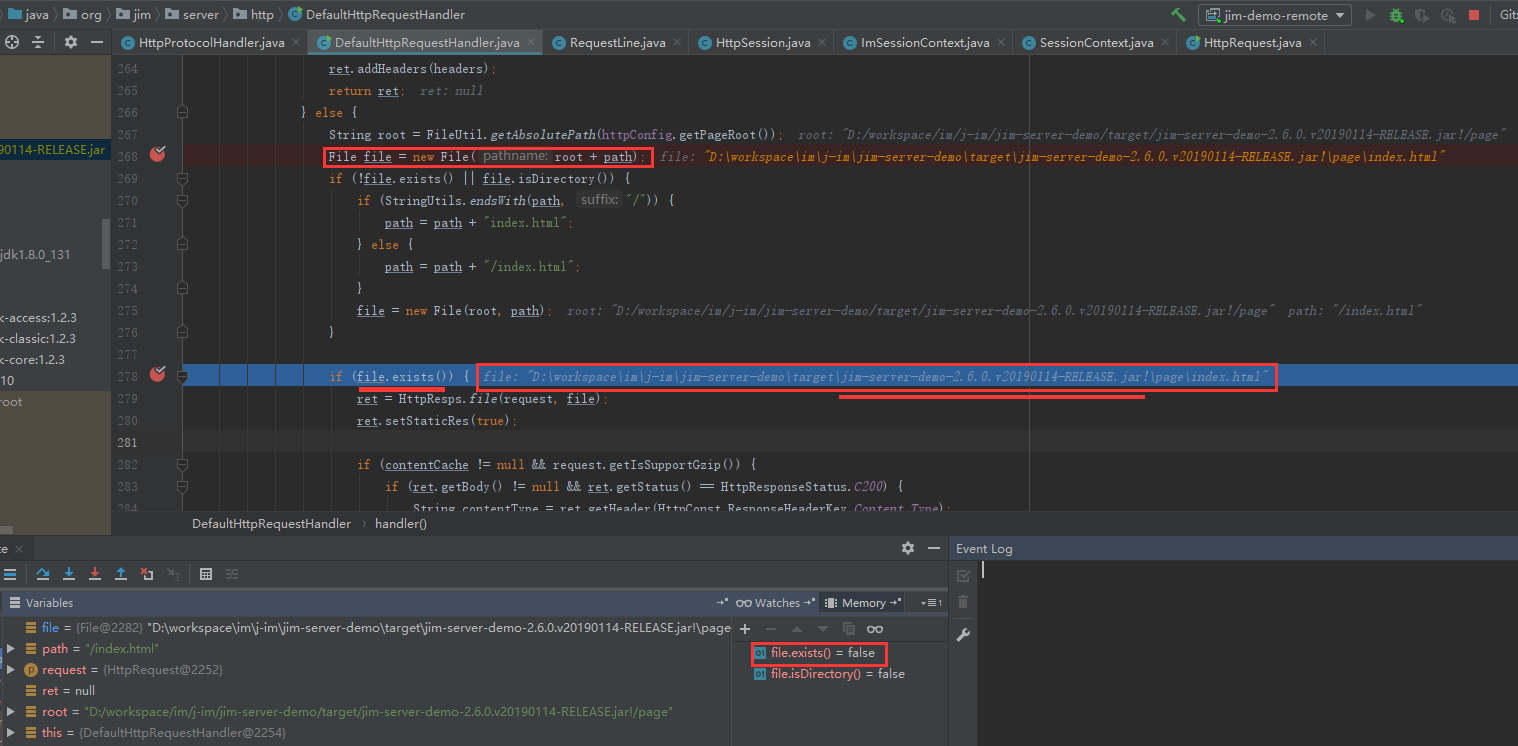 java › org › jim › server › http › DefaultHttpRequestHandler
jim-demo-remote
Git:
HttpProtocolHandler.java × DefaultHttpRequestHandler.java × RequestLine.java × HttpSession.java × ImSessionContext.java × SessionContext.java × HttpRequest.java ×
90114-RELEASE.jar
jdk1.8.0_131
k-access:1.2.3
k-classic:1.2.3
k-core:1.2.3
10
root
264 ret.addHeaders(headers);
265 return ret; ret: null
266 } else {
267 String root = FileUtil.getAbsolutePath(httpConfig.getPageRoot()); root: "D:/workspace/im/j-im/jim-server-demo/target/jim-server-demo-2.6.0.v20190114-RELEASE.jar!/page"
268 File file = new File( pathname: root + path); file: "D:\workspace\im\j-im\jim-server-demo\target\jim-server-demo-2.6.0.v20190114-RELEASE.jar!\page\index.html"
269 if (!file.exists() || file.isDirectory()) {
270 if (StringUtils.endsWith(path, suffix: "/")) {
271 path = path + "index.html";
272 } else {
273 path = path + "/index.html";
274 }
275 file = new File(root, path); root: "D:/workspace/im/j-im/jim-server-demo/target/jim-server-demo-2.6.0.v20190114-RELEASE.jar!/page" path: "/index.html"
276 }
277
278 if (file.exists()) { file: "D:\workspace\im\j-im\jim-server-demo\target\jim-server-demo-2.6.0.v20190114-RELEASE.jar!\page\index.html"
279 ret = HttpResps.file(request, file);
280 ret.setStaticRes(true);
281
282 if (contentCache != null && request.getIsSupportGzip()) {
283 if (ret.getBody() != null && ret.getStatus() == HttpResponseStatus.C200) {
284 String contentType = ret.getHeader(HttpConst.ResponseHeaderKey.Content_Type);
DefaultHttpRequestHandler › handler()
te ×
Event Log
Variables
Watches
Memory
1
file = {File@2282} "D:\workspace\im\j-im\jim-server-demo\target\jim-server-demo-2.6.0.v20190114-RELEASE.jar!\page
path = "/index.html"
request = {HttpRequest@2252}
ret = null
root = "D:/workspace/im/j-im/jim-server-demo/target/jim-server-demo-2.6.0.v20190114-RELEASE.jar!/page"
this = {DefaultHttpRequestHandler@2254}
file.exists() = false
file.isDirectory() = false